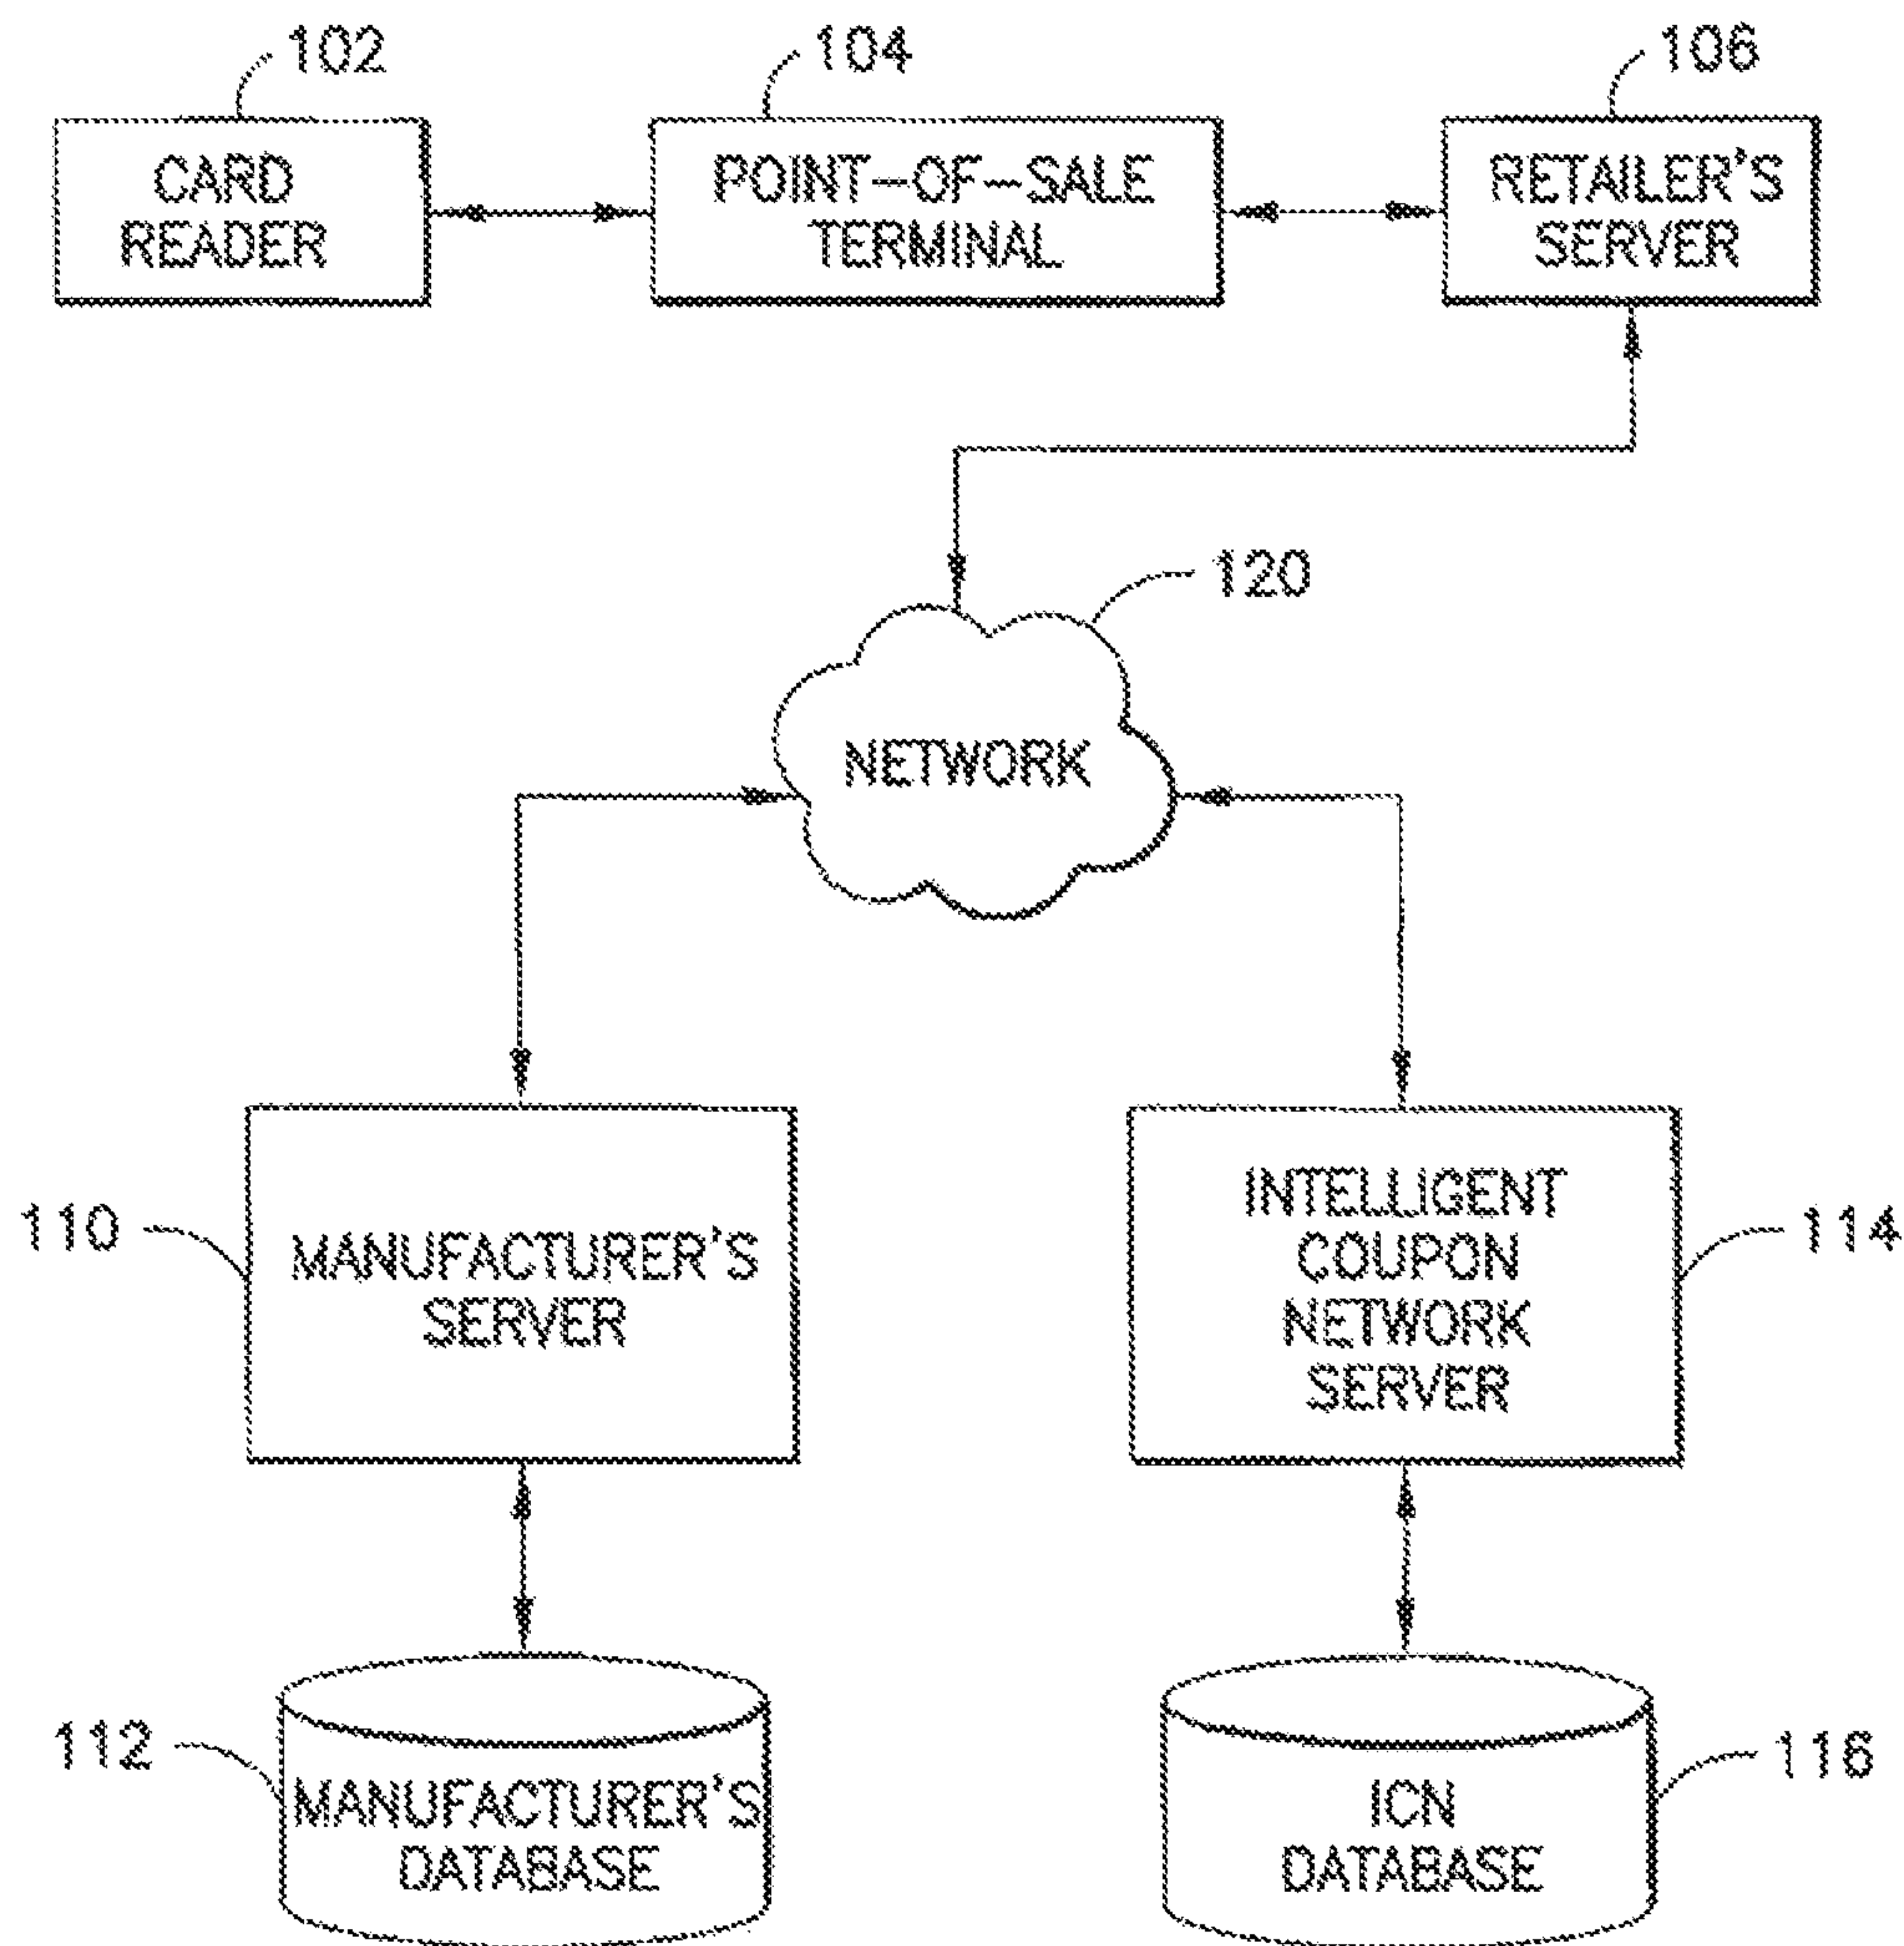 102
104
106
CARD
READER
POINT-OF-SALE
TERMINAL
RETAILER'S
SERVER
120
NETWORK
110
MANUFACTURER'S
SERVER
INTELLIGENT
COUPON
NETWORK
SERVER
114
112
MANUFACTURER'S
DATABASE
ICN
DATABASE
116